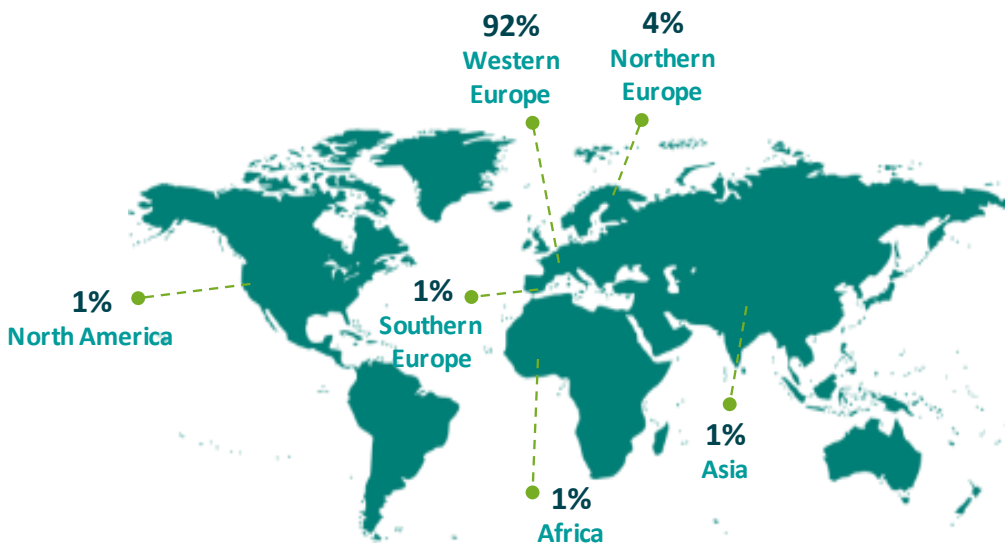 92%
Western
Europe
4%
Northern
Europe
1%
North America
1%
Southern
Europe
1%
Asia
1%
Africa